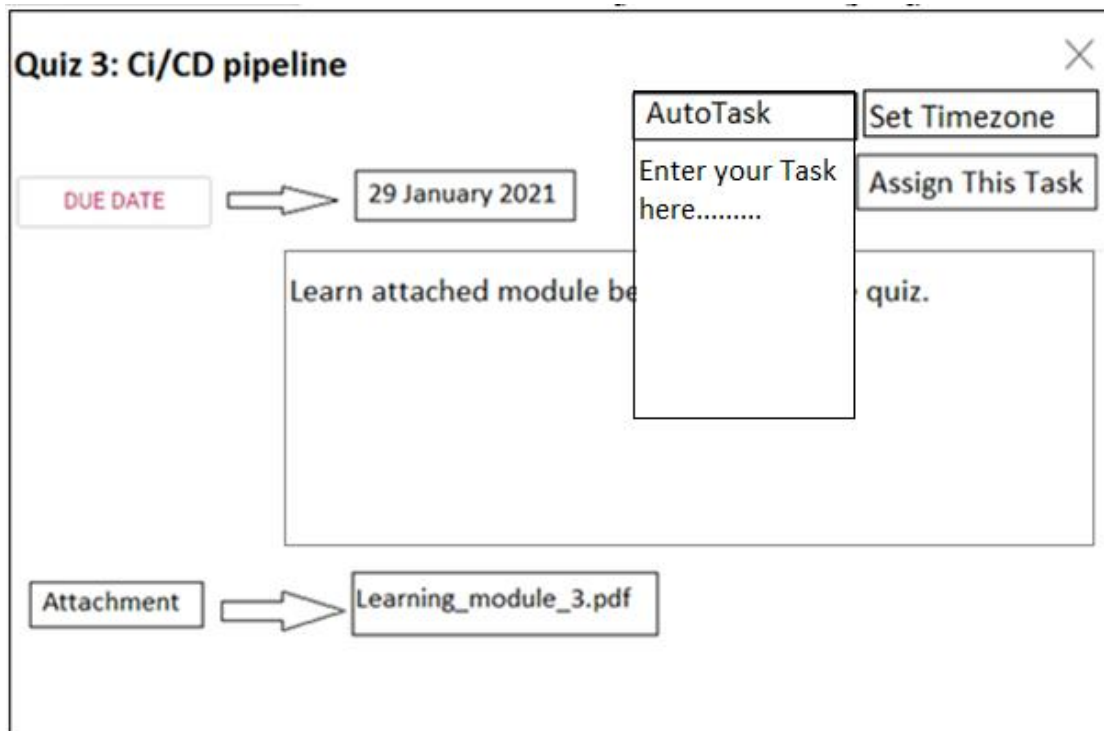 Quiz 3: Ci/CD pipeline
AutoTask
Set Timezone
DUE DATE
29 January 2021
Enter your Task
here.........
Assign This Task
Learn attached module be quiz.
Attachment
Learning_module_3.pdf